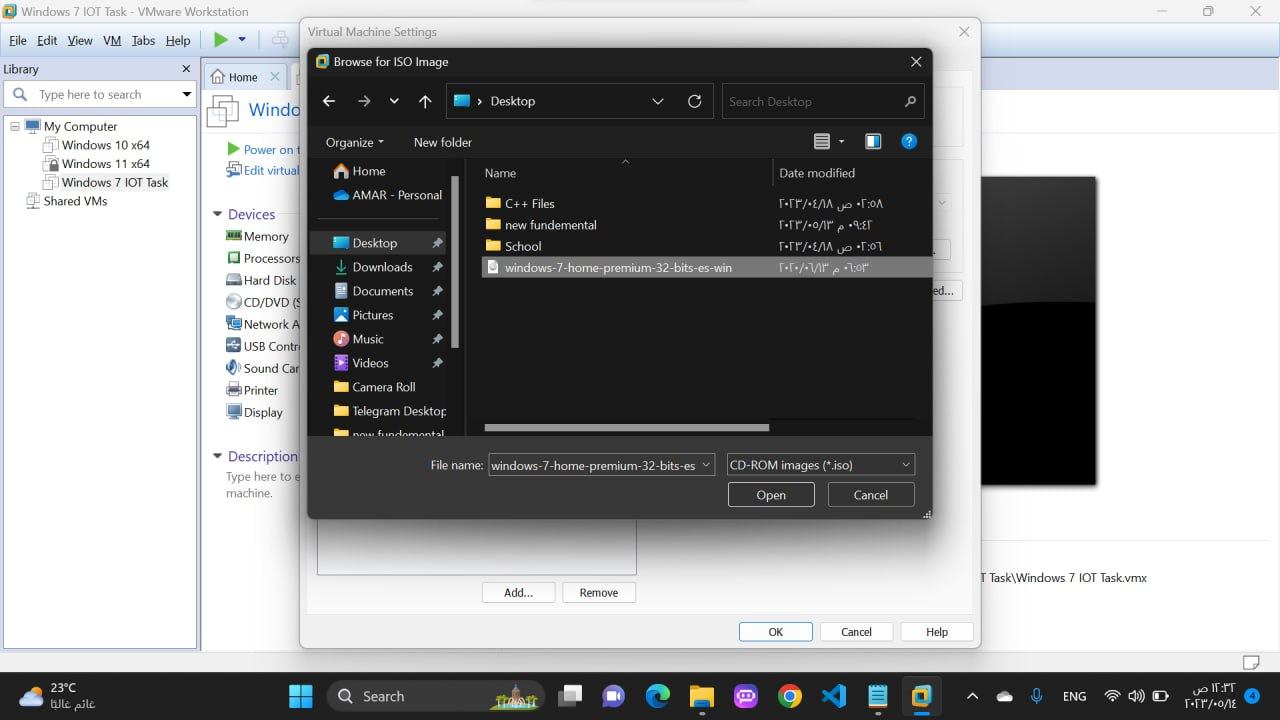 Windows 7 IOT Task - VMware Workstation
File Edit View VM Tabs Help
Library
Type here to search
My Computer
Windows 10 x64
Windows 11 x64
Windows 7 IOT Task
Shared VMs
Home
Windo
Power on t
Edit virtual
Devices
Memory
Processors
Hard Disk
CD/DVD (S
Network A
USB Contr
Sound Car
Printer
Display
Description
Type here to e
machine.
Virtual Machine Settings
Browse for ISO Image
Desktop
Search Desktop
Organize
New folder
Home
AMAR - Personal
Desktop
Downloads
Documents
Pictures
Music
Videos
Camera Roll
Telegram Desktop
new fundemental
Name Date modified
C++ Files ٢٠٢٣/٠٤/١٨ ص ٠٢:٥٨
new fundemental ٢٠٢٣/٠٥/١٣ م ٠٩:٤٢
School ٢٠٢٣/٠٤/١٨ ص ٠٢:٥٦
windows-7-home-premium-32-bits-es-win ٢٠٢٠/٠٦/١٣ م ٠٦:٥٣
File name: windows-7-home-premium-32-bits-es
CD-ROM images (*.iso)
Open Cancel
ed...
Add... Remove
OK Cancel Help
T Task\Windows 7 IOT Task.vmx
23°C
غائم غالبًا
Search
ENG
١٢:٣٢ ص
٢٠٢٣/٠٥/١٤
4